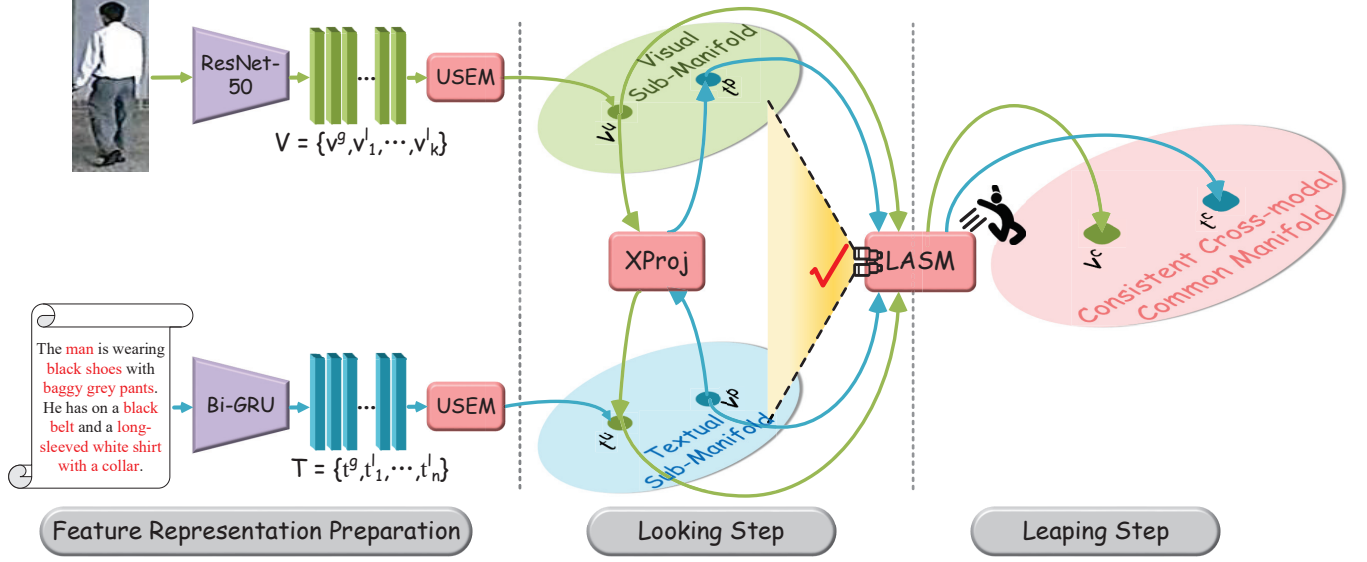 ResNet-
50
USEM
V = {v^g,v^l_1,⋯,v^l_k}
The man is wearing
black shoes with
baggy grey pants.
He has on a black
belt and a long-
sleeved white shirt
with a collar.
Bi-GRU
USEM
T = {t^g,t^l_1,⋯,t^l_n}
Feature Representation Preparation
Visual
Sub-Manifold
v^u
t^p
XProj
v^p
t^u
Textual
Sub-Manifold
Looking Step
LASM
v^c
t^c
Consistent Cross-modal
Common Manifold
Leaping Step